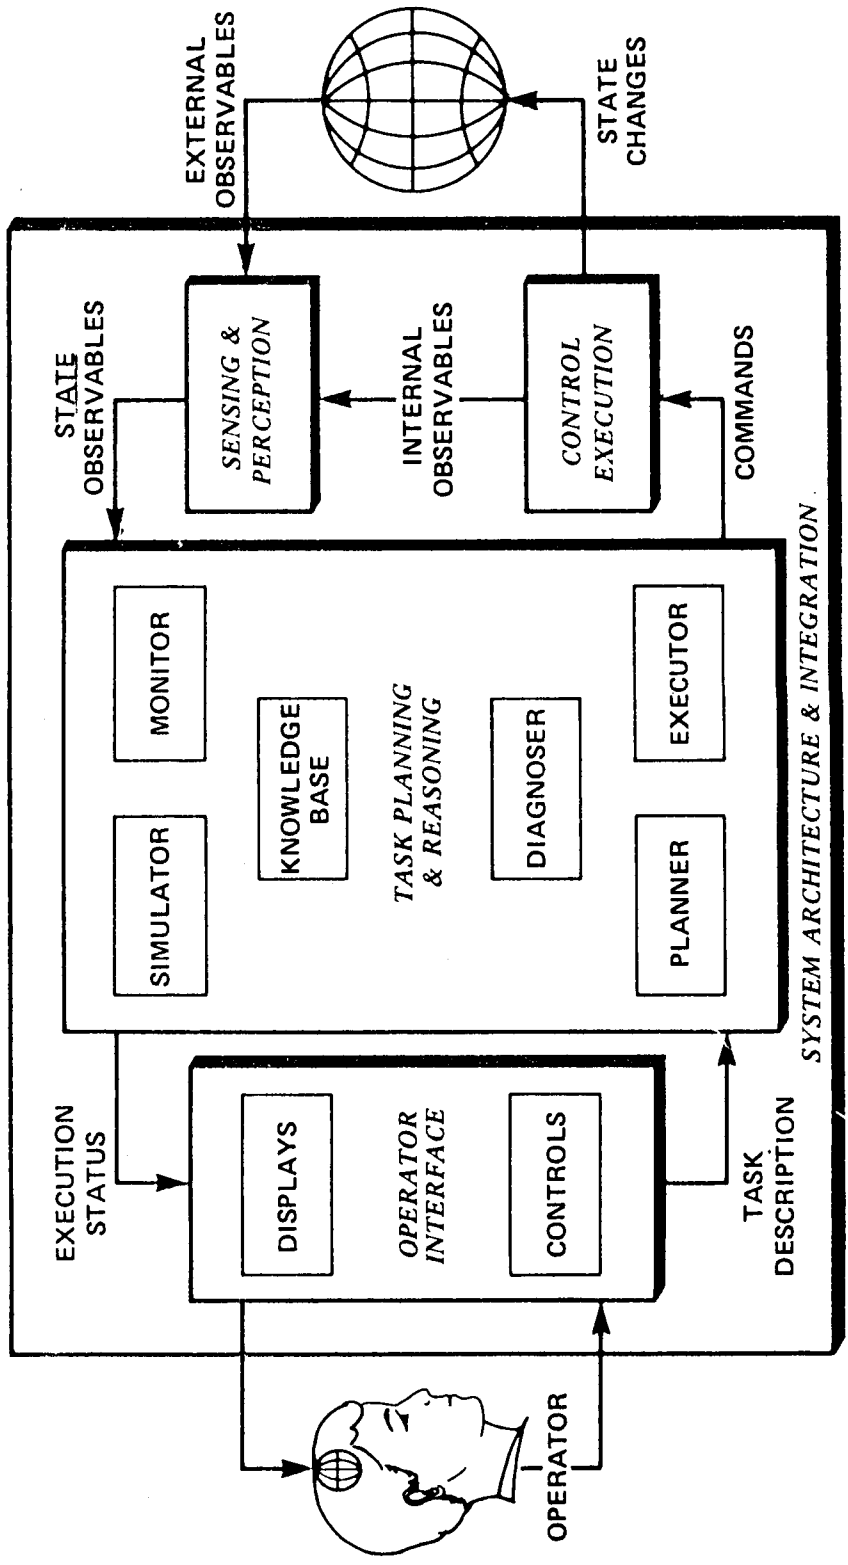 EXECUTION
STATUS
STATE
OBSERVABLES
EXTERNAL
OBSERVABLES
SIMULATOR
MONITOR
DISPLAYS
KNOWLEDGE
BASE
SENSING &
PERCEPTION
OPERATOR
INTERFACE
TASK PLANNING
& REASONING
INTERNAL
OBSERVABLES
CONTROLS
DIAGNOSER
CONTROL
EXECUTION
OPERATOR
PLANNER
EXECUTOR
STATE
CHANGES
TASK
DESCRIPTION
COMMANDS
SYSTEM ARCHITECTURE & INTEGRATION